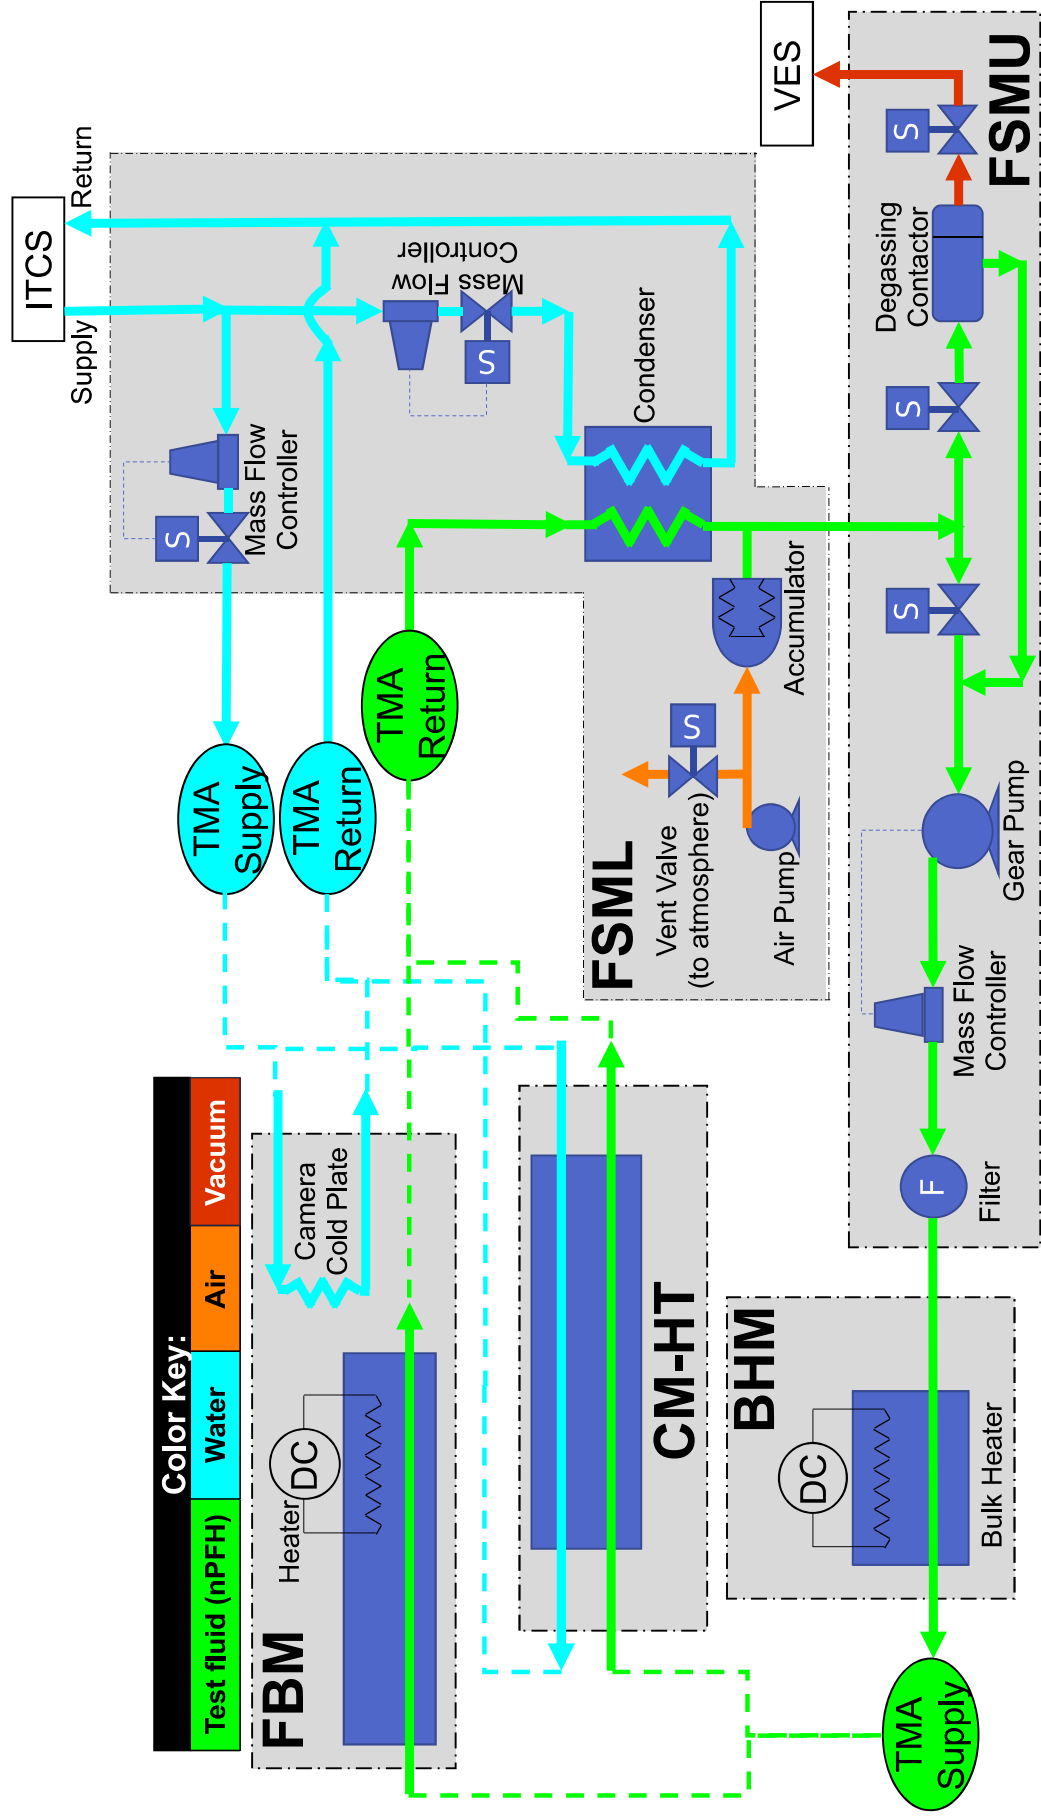 ITCS
Supply
Return
Color Key:
Test fluid (nPFH)
Water
Air
Vacuum
S
TMA
Supply
Mass Flow
Controller
FBM
Heater
DC
Camera
Cold Plate
TMA
Return
TMA
Return
Mass Flow
Controller
S
CM-HT
FSML
Condenser
Vent Valve
(to atmosphere)
S
Air Pump
Accumulator
VES
BHM
DC
Bulk Heater
TMA
Supply
F
Filter
Mass Flow
Controller
Gear Pump
S
S
S
Degassing
Contactor
FSMU